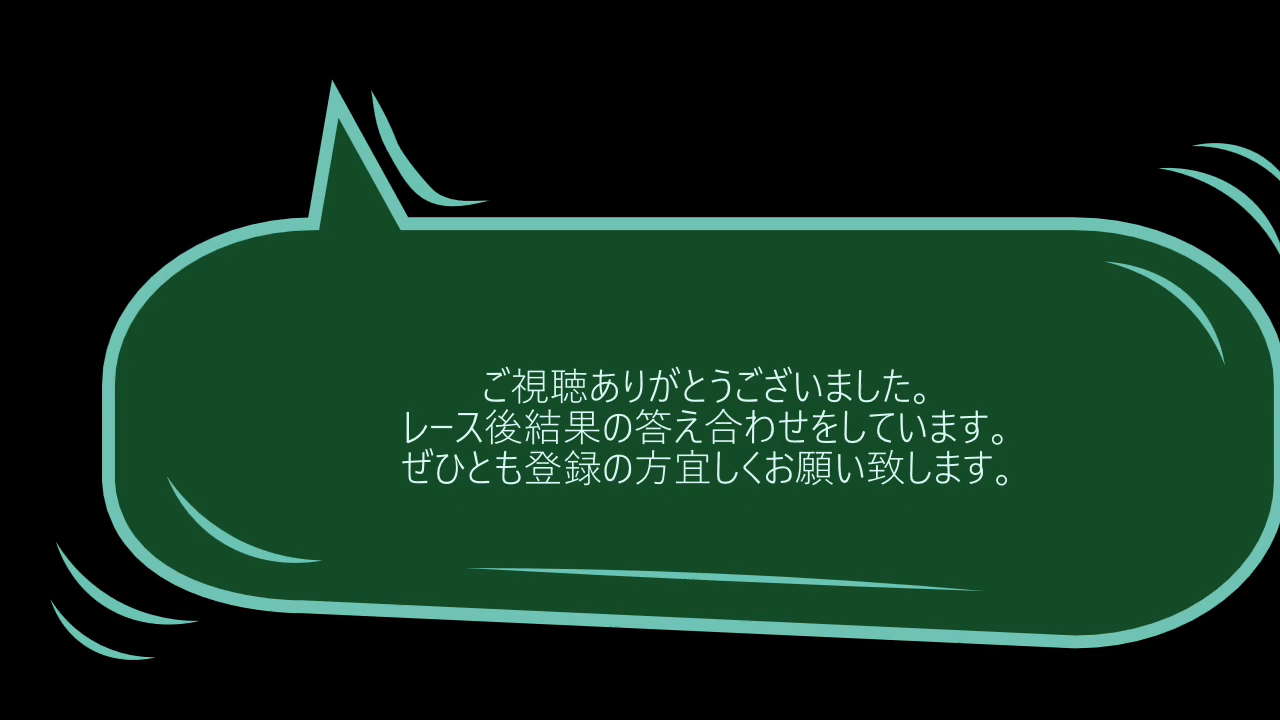 ご視聴ありがとうございました。
レース後結果の答え合わせをしています。
ぜひとも登録の方宜しくお願い致します。